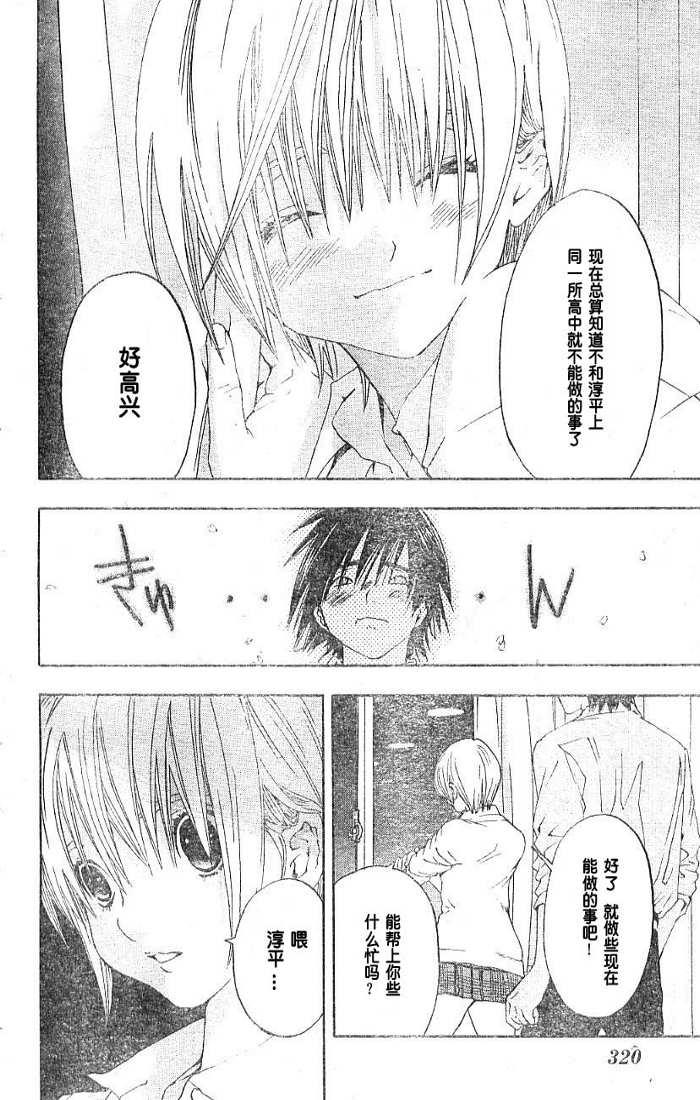 现在总算知道不和淳平上
同一所高中就不能做的事了
好高兴
きゅ・・・ん
好了 就做些现在
能做的事吧！
能帮上你些
什么忙吗？
喂
淳平…
320